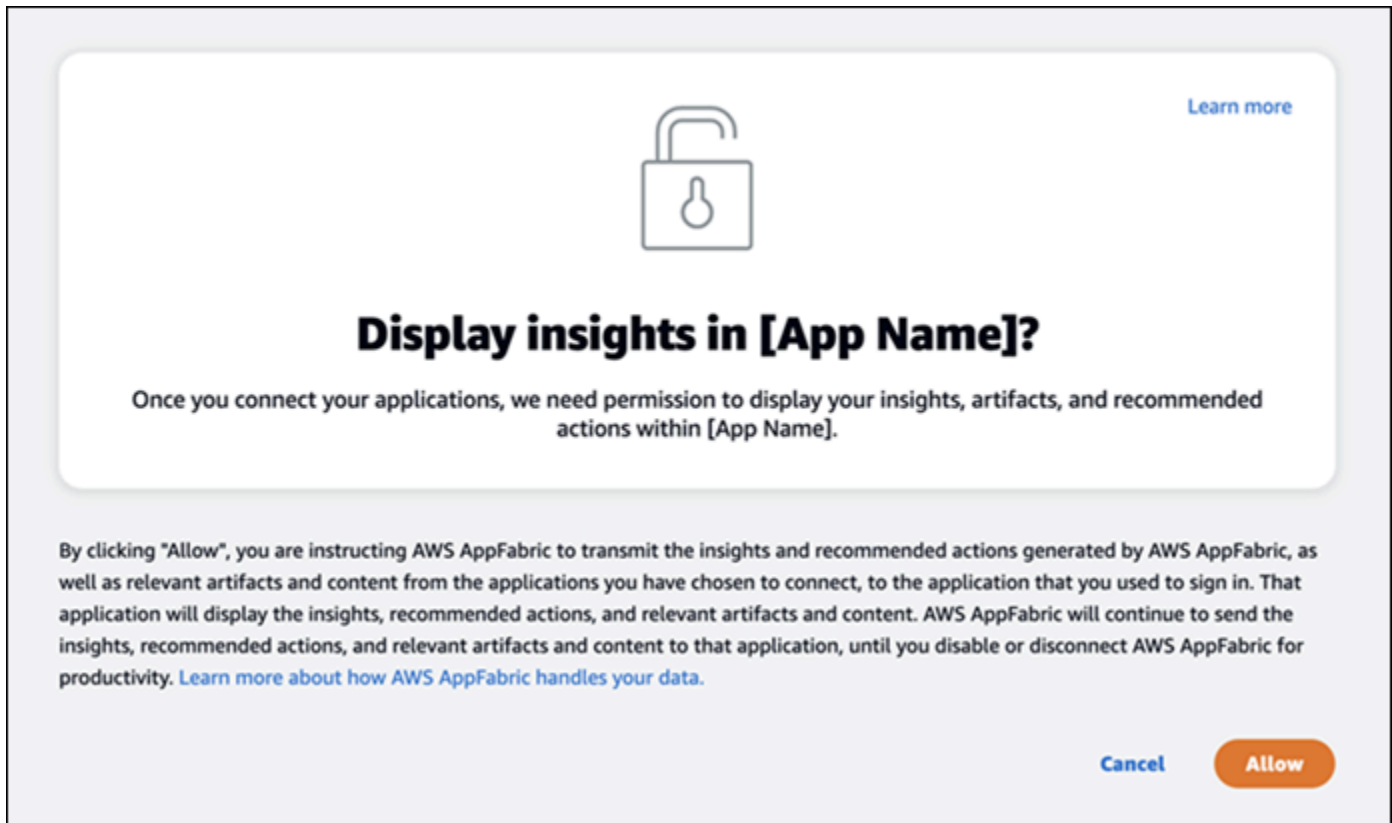 Learn more
Display insights in [App Name]?
Once you connect your applications, we need permission to display your insights, artifacts, and recommended
actions within [App Name].
By clicking "Allow", you are instructing AWS AppFabric to transmit the insights and recommended actions generated by AWS AppFabric, as
well as relevant artifacts and content from the applications you have chosen to connect, to the application that you used to sign in. That
application will display the insights, recommended actions, and relevant artifacts and content. AWS AppFabric will continue to send the
insights, recommended actions, and relevant artifacts and content to that application, until you disable or disconnect AWS AppFabric for
productivity. Learn more about how AWS AppFabric handles your data.
Cancel
Allow